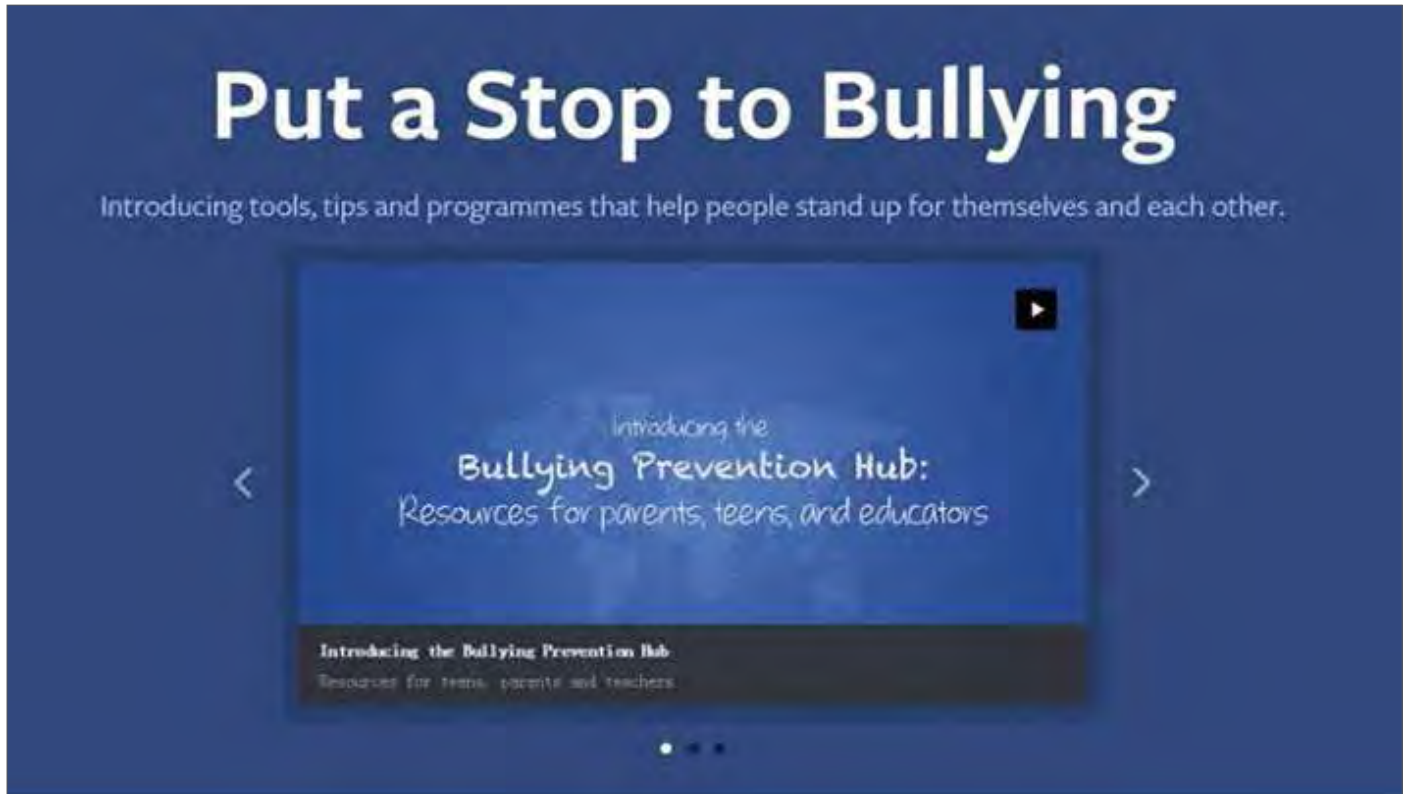 Put a Stop to Bullying
Introducing tools, tips and programmes that help people stand up for themselves and each other.
Introducing the
Bullying Prevention Hub:
Resources for parents, teens, and educators
Introducing the Bullying Prevention Hub
Resources for teens, parents and teachers